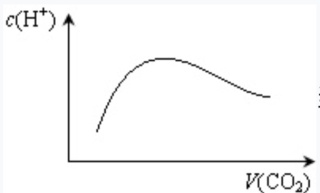 c(H⁺)
V(CO₂)
;